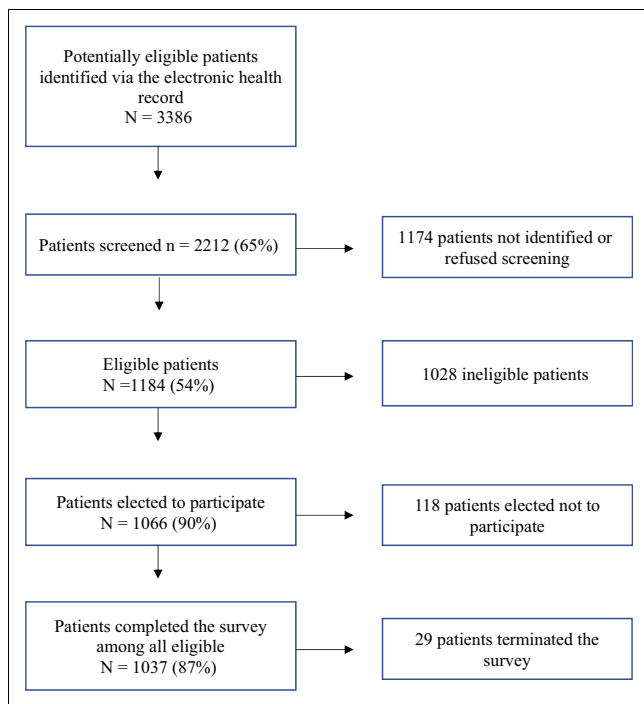 Potentially eligible patients
identified via the electronic health
record
N = 3386
Patients screened n = 2212 (65%)
1174 patients not identified or
refused screening
Eligible patients
N =1184 (54%)
1028 ineligible patients
Patients elected to participate
N = 1066 (90%)
118 patients elected not to
participate
Patients completed the survey
among all eligible
N = 1037 (87%)
29 patients terminated the
survey